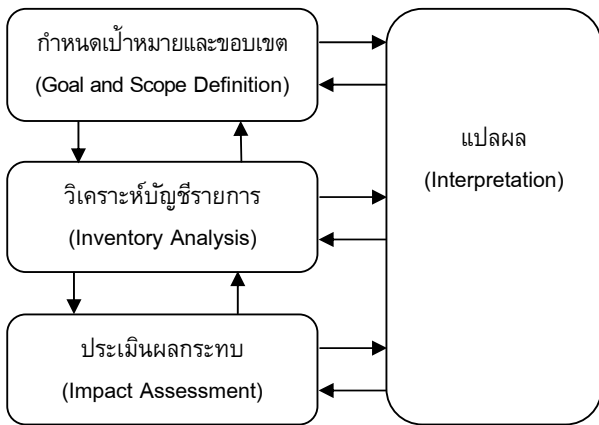 กำหนดเป้าหมายและขอบเขต
(Goal and Scope Definition)
วิเคราะห์บัญชีรายการ
(Inventory Analysis)
ประเมินผลกระทบ
(Impact Assessment)
แปลผล
(Interpretation)